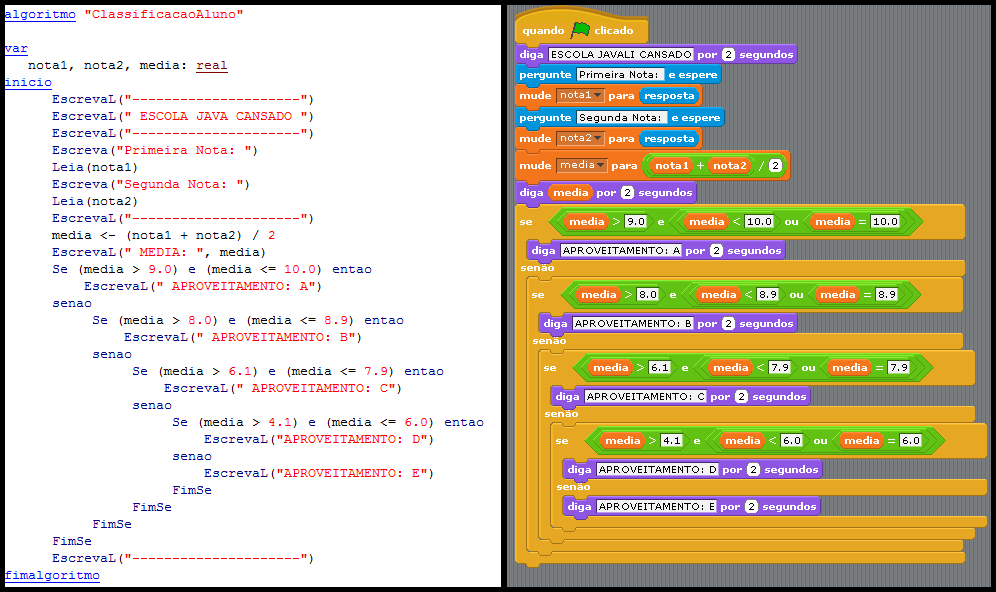 algoritmo "ClassificacaoAluno"
var
nota1, nota2, media: real
inicio
EscrevaL("---------------------")
EscrevaL(" ESCOLA JAVA CANSADO ")
EscrevaL("---------------------")
Escreva("Primeira Nota: ")
Leia(nota1)
Escreva("Segunda Nota: ")
Leia(nota2)
EscrevaL("---------------------")
media <- (nota1 + nota2) / 2
EscrevaL(" MEDIA: ", media)
Se (media > 9.0) e (media <= 10.0) entao
EscrevaL(" APROVEITAMENTO: A")
senao
Se (media > 8.0) e (media <= 8.9) entao
EscrevaL(" APROVEITAMENTO: B")
senao
Se (media > 6.1) e (media <= 7.9) entao
EscrevaL(" APROVEITAMENTO: C")
senao
Se (media > 4.1) e (media <= 6.0) entao
EscrevaL("APROVEITAMENTO: D")
senao
EscrevaL("APROVEITAMENTO: E")
FimSe
FimSe
FimSe
FimSe
EscrevaL("---------------------")
fimalgoritmo
quando clicado
diga ESCOLA JAVALI CANSADO por 2 segundos
pergunte Primeira Nota: e espere
mude nota1 para resposta
pergunte Segunda Nota: e espere
mude nota2 para resposta
mude media para nota1 + nota2 / 2
diga media por 2 segundos
se media > 9.0 e media < 10.0 ou media = 10.0
diga APROVEITAMENTO: A por 2 segundos
senão
se media > 8.0 e media < 8.9 ou media = 8.9
diga APROVEITAMENTO: B por 2 segundos
senão
se media > 6.1 e media < 7.9 ou media = 7.9
diga APROVEITAMENTO: C por 2 segundos
senão
se media > 4.1 e media < 6.0 ou media = 6.0
diga APROVEITAMENTO: D por 2 segundos
senão
diga APROVEITAMENTO: E por 2 segundos